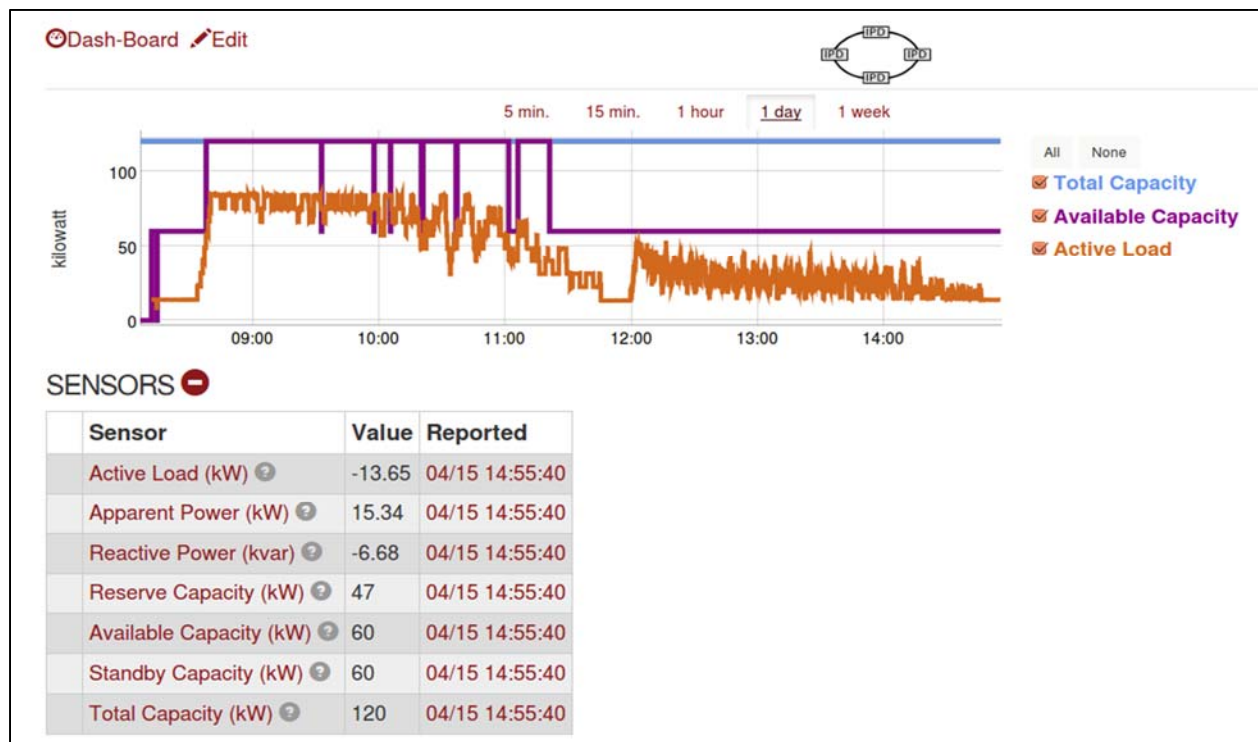 Dash-Board Edit
IPD
IPD IPD
IPD
5 min. 15 min. 1 hour 1 day 1 week
All None
Total Capacity
Available Capacity
Active Load
kilowatt
100
50
0
09:00 10:00 11:00 12:00 13:00 14:00
SENSORS
Sensor Value Reported
Active Load (kW) ? -13.65 04/15 14:55:40
Apparent Power (kW) ? 15.34 04/15 14:55:40
Reactive Power (kvar) ? -6.68 04/15 14:55:40
Reserve Capacity (kW) ? 47 04/15 14:55:40
Available Capacity (kW) ? 60 04/15 14:55:40
Standby Capacity (kW) ? 60 04/15 14:55:40
Total Capacity (kW) ? 120 04/15 14:55:40